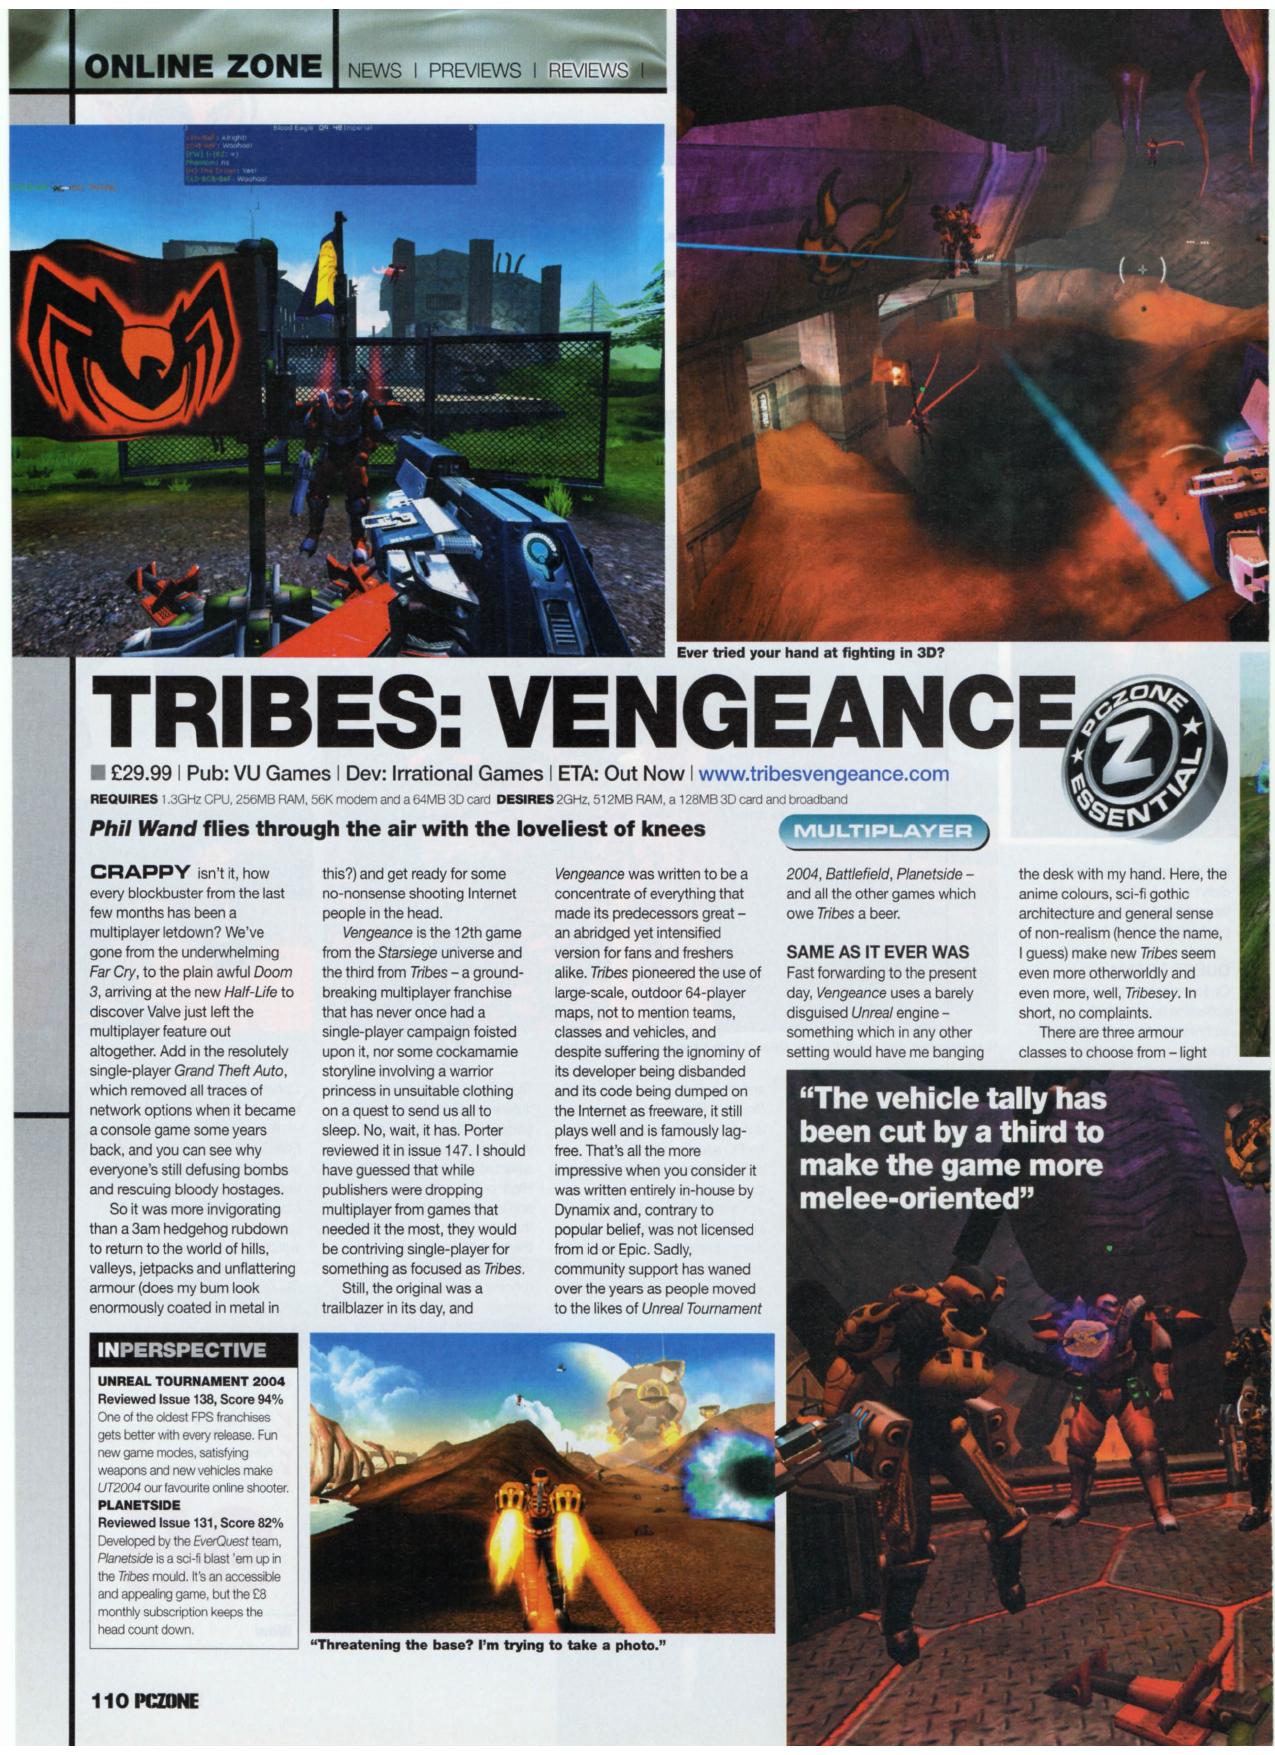 ONLINE ZONE
NEWS | PREVIEWS | REVIEWS |
Blood Eagle 09:48 Imperial
Alright!
Woohoo!
Phantom: ns
Yes!
Woohoo!
DISC
DISC
Ever tried your hand at fighting in 3D?
TRIBES: VENGEANCE
PCZONE
Z
ESSENTIAL
£29.99 | Pub: VU Games | Dev: Irrational Games | ETA: Out Now | www.tribesvengeance.com
REQUIRES 1.3GHz CPU, 256MB RAM, 56K modem and a 64MB 3D card DESIRES 2GHz, 512MB RAM, a 128MB 3D card and broadband
Phil Wand flies through the air with the loveliest of knees
MULTIPLAYER
CRAPPY isn't it, how
every blockbuster from the last
few months has been a
multiplayer letdown? We've
gone from the underwhelming
Far Cry, to the plain awful Doom
3, arriving at the new Half-Life to
discover Valve just left the
multiplayer feature out
altogether. Add in the resolutely
single-player Grand Theft Auto,
which removed all traces of
network options when it became
a console game some years
back, and you can see why
everyone's still defusing bombs
and rescuing bloody hostages.
So it was more invigorating
than a 3am hedgehog rubdown
to return to the world of hills,
valleys, jetpacks and unflattering
armour (does my bum look
enormously coated in metal in
this?) and get ready for some
no-nonsense shooting Internet
people in the head.
Vengeance is the 12th game
from the Starsiege universe and
the third from Tribes – a ground-
breaking multiplayer franchise
that has never once had a
single-player campaign foisted
upon it, nor some cockamamie
storyline involving a warrior
princess in unsuitable clothing
on a quest to send us all to
sleep. No, wait, it has. Porter
reviewed it in issue 147. I should
have guessed that while
publishers were dropping
multiplayer from games that
needed it the most, they would
be contriving single-player for
something as focused as Tribes.
Still, the original was a
trailblazer in its day, and
Vengeance was written to be a
concentrate of everything that
made its predecessors great –
an abridged yet intensified
version for fans and freshers
alike. Tribes pioneered the use of
large-scale, outdoor 64-player
maps, not to mention teams,
classes and vehicles, and
despite suffering the ignominy of
its developer being disbanded
and its code being dumped on
the Internet as freeware, it still
plays well and is famously lag-
free. That's all the more
impressive when you consider it
was written entirely in-house by
Dynamix and, contrary to
popular belief, was not licensed
from id or Epic. Sadly,
community support has waned
over the years as people moved
to the likes of Unreal Tournament
2004, Battlefield, Planetside –
and all the other games which
owe Tribes a beer.
SAME AS IT EVER WAS
Fast forwarding to the present
day, Vengeance uses a barely
disguised Unreal engine –
something which in any other
setting would have me banging
the desk with my hand. Here, the
anime colours, sci-fi gothic
architecture and general sense
of non-realism (hence the name,
I guess) make new Tribes seem
even more otherworldly and
even more, well, Tribesey. In
short, no complaints.
There are three armour
classes to choose from – light
"The vehicle tally has
been cut by a third to
make the game more
melee-oriented"
INPERSPECTIVE
UNREAL TOURNAMENT 2004
Reviewed Issue 138, Score 94%
One of the oldest FPS franchises
gets better with every release. Fun
new game modes, satisfying
weapons and new vehicles make
UT2004 our favourite online shooter.
PLANETSIDE
Reviewed Issue 131, Score 82%
Developed by the EverQuest team,
Planetside is a sci-fi blast 'em up in
the Tribes mould. It's an accessible
and appealing game, but the £8
monthly subscription keeps the
head count down.
"Threatening the base? I'm trying to take a photo."
110 PCZONE